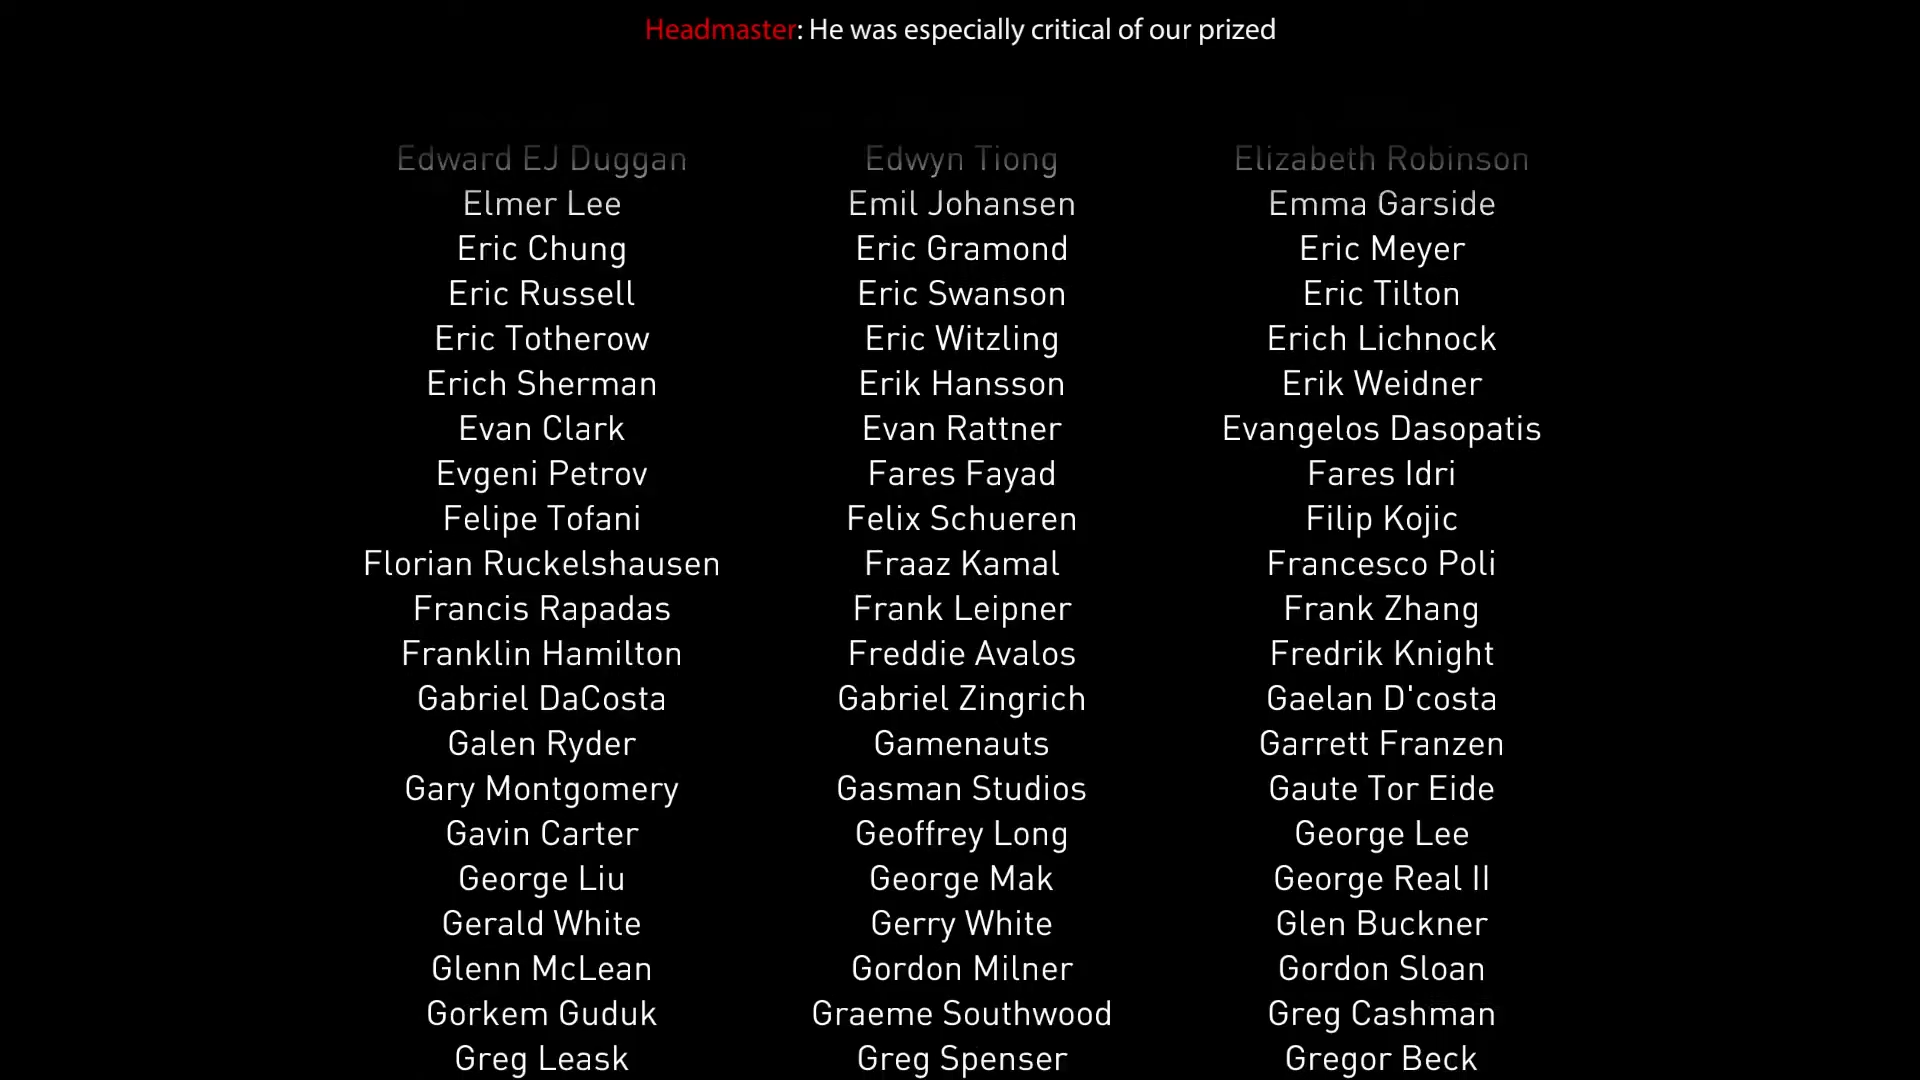 Headmaster: He was especially critical of our prized
Edward EJ Duggan Edwyn Tiong Elizabeth Robinson
Elmer Lee Emil Johansen Emma Garside
Eric Chung Eric Gramond Eric Meyer
Eric Russell Eric Swanson Eric Tilton
Eric Totherow Eric Witzling Erich Lichnock
Erich Sherman Erik Hansson Erik Weidner
Evan Clark Evan Rattner Evangelos Dasopatis
Evgeni Petrov Fares Fayad Fares Idri
Felipe Tofani Felix Schueren Filip Kojic
Florian Ruckelshausen Fraaz Kamal Francesco Poli
Francis Rapadas Frank Leipner Frank Zhang
Franklin Hamilton Freddie Avalos Fredrik Knight
Gabriel DaCosta Gabriel Zingrich Gaelan D'costa
Galen Ryder Gamenauts Garrett Franzen
Gary Montgomery Gasman Studios Gaute Tor Eide
Gavin Carter Geoffrey Long George Lee
George Liu George Mak George Real II
Gerald White Gerry White Glen Buckner
Glenn McLean Gordon Milner Gordon Sloan
Gorkem Guduk Graeme Southwood Greg Cashman
Greg Leask Greg Spenser Gregor Beck